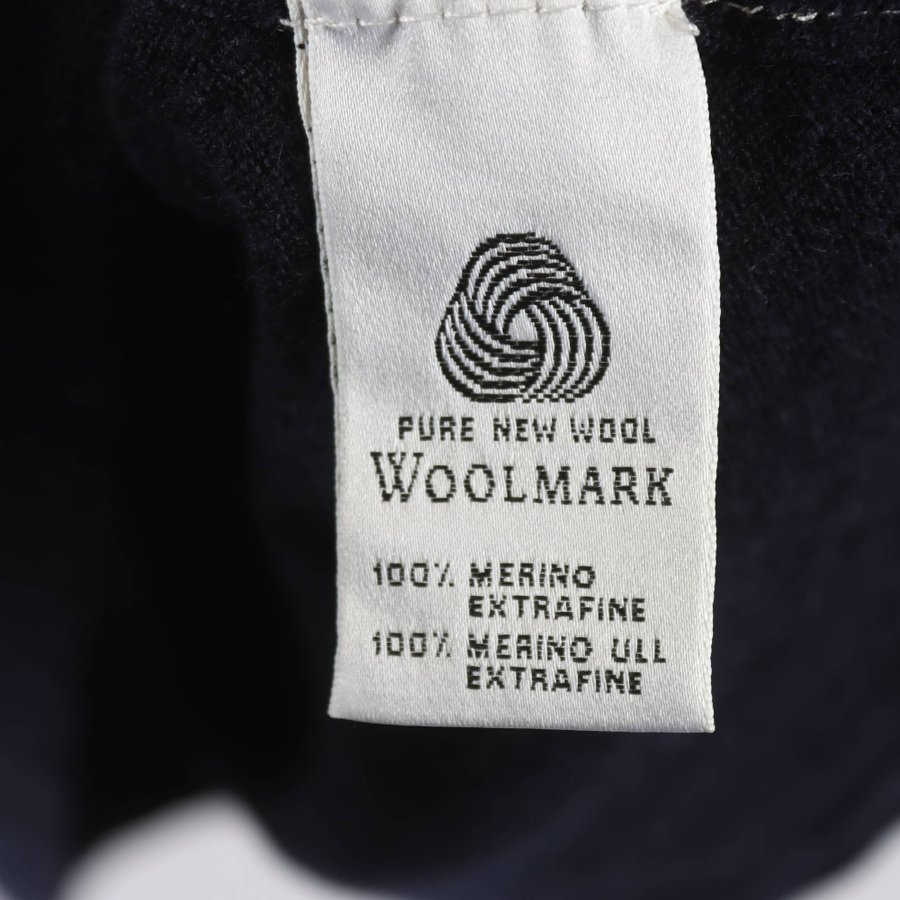 PURE NEW WOOL
WOOLMARK
100% MERINO
EXTRAFINE
100% MERINO ULL
EXTRAFINE